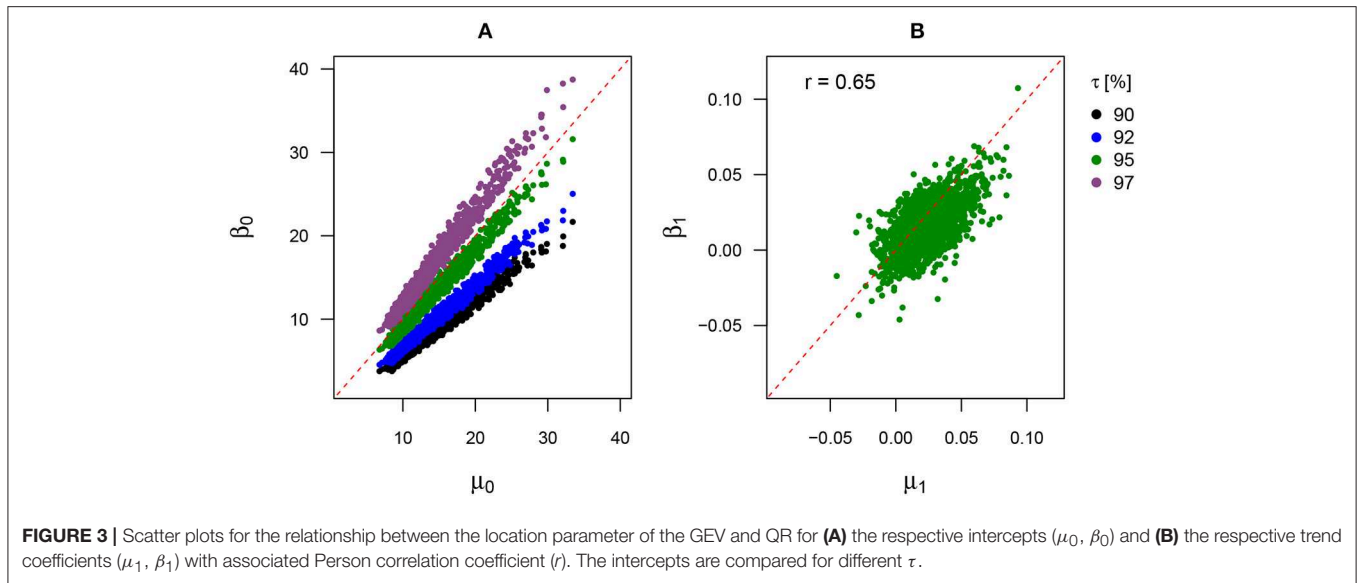 A
40
30
20
10
β0
10 20 30 40
μ0
B
r = 0.65
0.10
0.05
0.00
−0.05
β1
−0.05 0.00 0.05 0.10
μ1
τ [%]
90
92
95
97
FIGURE 3 | Scatter plots for the relationship between the location parameter of the GEV and QR for (A) the respective intercepts (μ0, β0) and (B) the respective trend
coefficients (μ1, β1) with associated Person correlation coefficient (r). The intercepts are compared for different τ.